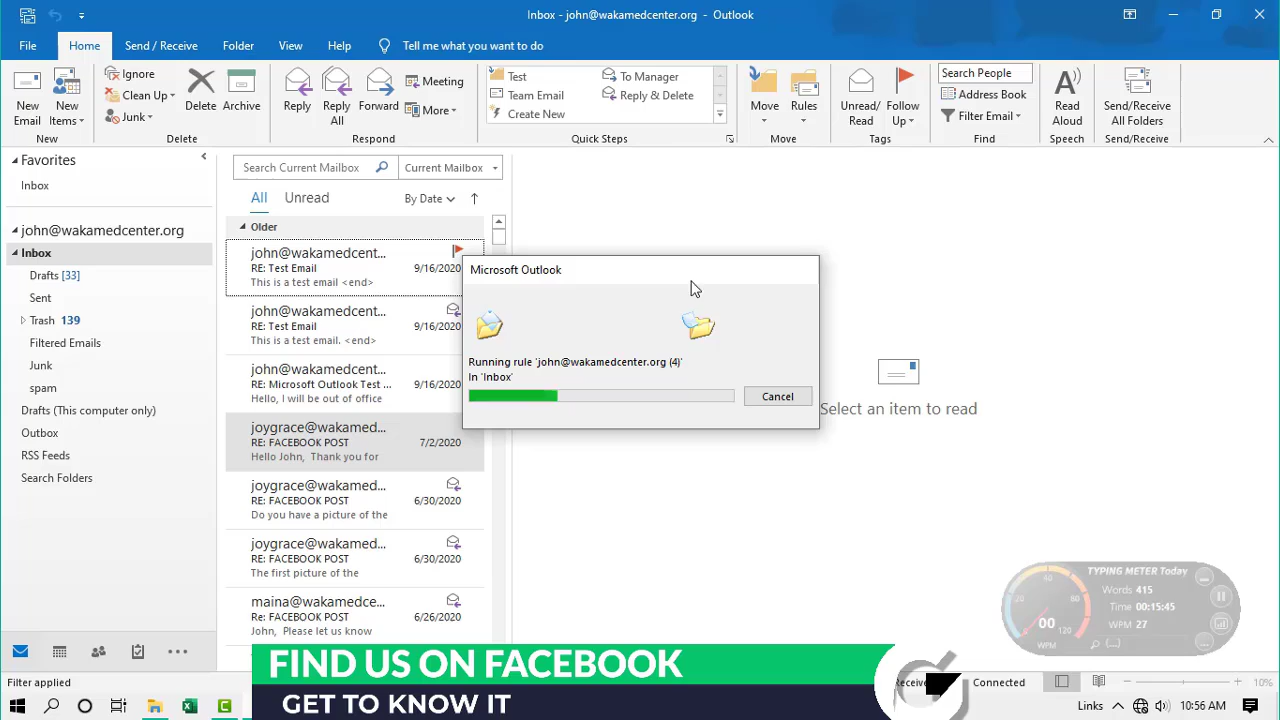 Inbox - john@wakamedcenter.org - Outlook
File Home Send / Receive Folder View Help Tell me what you want to do
New Email
New Items
New
Ignore
Clean Up
Junk
Delete
Archive
Delete
Reply
Reply All
Forward
Meeting
More
Respond
Test
Team Email
Create New
To Manager
Reply & Delete
Quick Steps
Move
Rules
Move
Unread/ Read
Follow Up
Tags
Search People
Address Book
Filter Email
Find
Read Aloud
Speech
Send/Receive All Folders
Send/Receive
Favorites
Inbox
john@wakamedcenter.org
Inbox
Drafts [33]
Sent
Trash 139
Filtered Emails
Junk
spam
Drafts (This computer only)
Outbox
RSS Feeds
Search Folders
Search Current Mailbox Current Mailbox
All Unread By Date
Older
john@wakamedcent...
RE: Test Email 9/16/2020
This is a test email <end>
john@wakamedcent...
RE: Test Email 9/16/2020
This is a test email. <end>
john@wakamedcent...
RE: Microsoft Outlook Test ... 9/16/2020
Hello, I will be out of office
joygrace@wakamed...
RE: FACEBOOK POST 7/2/2020
Hello John, Thank you for
joygrace@wakamed...
RE: FACEBOOK POST 6/30/2020
Do you have a picture of the
joygrace@wakamed...
RE: FACEBOOK POST 6/30/2020
The first picture of the
maina@wakamedce...
Re: FACEBOOK POST 6/26/2020
John, Please let us know
Microsoft Outlook
Running rule 'john@wakamedcenter.org (4)'
In 'Inbox'
Cancel
Select an item to read
TYPING METER Today
Words 415
Time 00:15:45
WPM 27
40
80
120
00
WPM
FIND US ON FACEBOOK
GET TO KNOW IT
Filter applied
Connected
10%
Links 10:56 AM